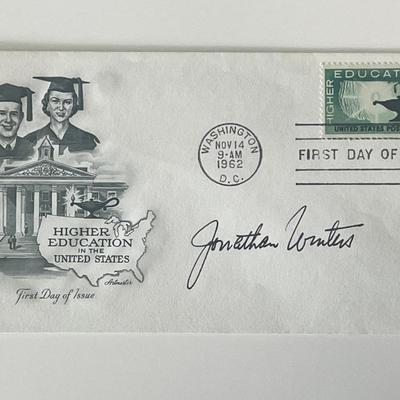 HIGHER EDUCATION
UNITED STATES POS
WASHINGTON
NOV 14
9-AM
1962
D.C.
FIRST DAY OF
HIGHER
EDUCATION
IN THE
UNITED STATES
Artmaster
First Day of Issue
Jonathan Winters